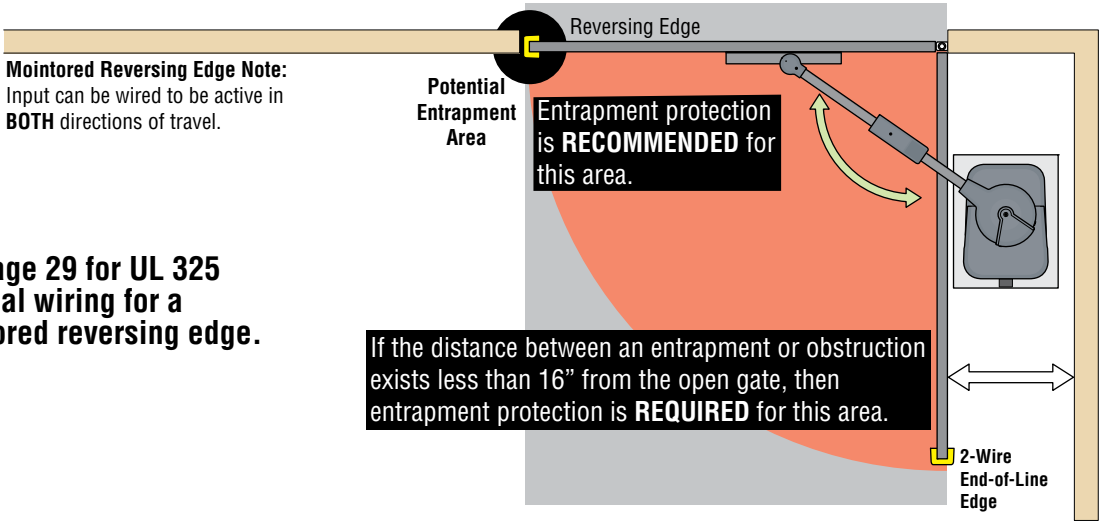 Reversing Edge
Mointored Reversing Edge Note:
Input can be wired to be active in
BOTH directions of travel.
Potential
Entrapment
Area
Entrapment protection
is RECOMMENDED for
this area.
29 for UL 325
wiring for a
reversing edge.
If the distance between an entrapment or obstruction
exists less than 16” from the open gate, then
entrapment protection is REQUIRED for this area.
2-Wire
End-of-Line
Edge